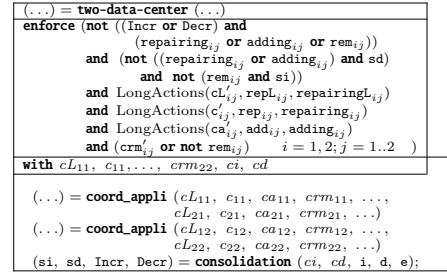 (...) = two-data-center (...)
enforce (not ((Incr or Decr) and
(repairing_ij or adding_ij or rem_ij))
and (not ((repairing_ij or adding_ij) and sd)
and not (rem_ij and si))
and LongActions(cL'_ij, repL_ij, repairingL_ij)
and LongActions(c'_ij, rep_ij, repairing_ij)
and LongActions(ca'_ij, add_ij, adding_ij)
and (crm'_ij or not rem_ij) i = 1, 2; j = 1..2 )
with cL_11, c_11, ..., crm_22, ci, cd
(...) = coord_appli (cL_11, c_11, ca_11, crm_11, ...,
cL_21, c_21, ca_21, crm_21, ...)
(...) = coord_appli (cL_12, c_12, ca_12, crm_12, ...,
cL_22, c_22, ca_22, crm_22, ...)
(si, sd, Incr, Decr) = consolidation (ci, cd, i, d, e);